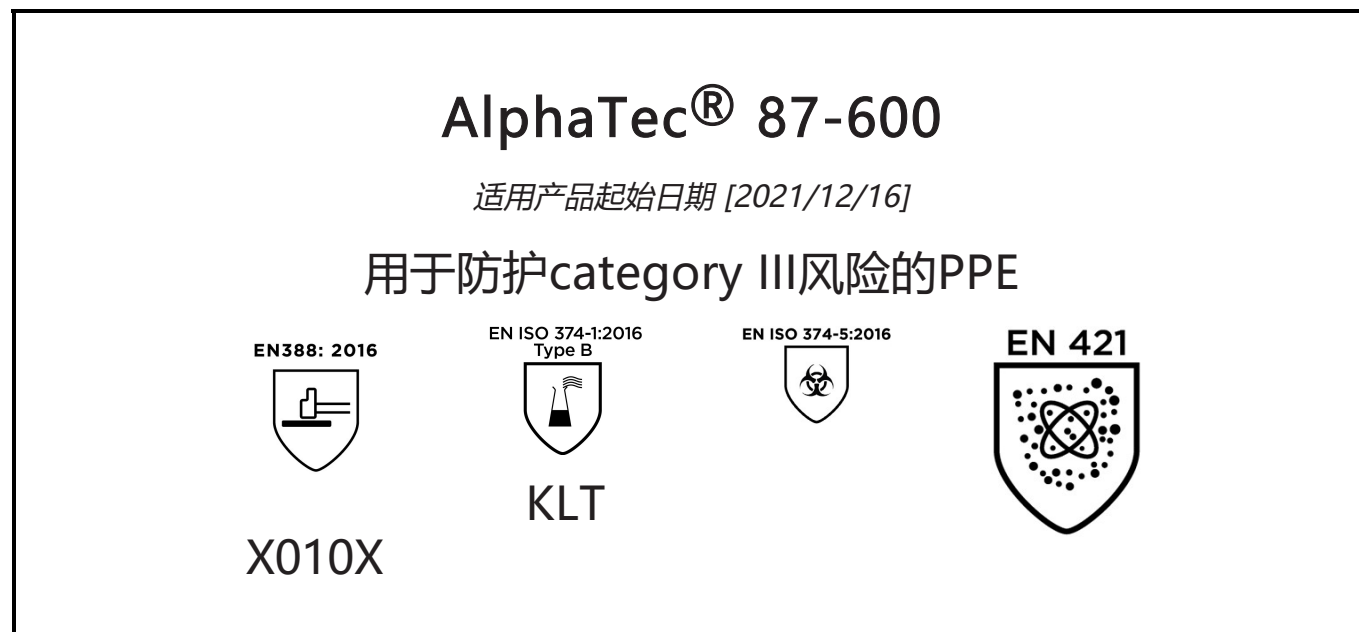 AlphaTec® 87-600
适用产品起始日期 [2021/12/16]
用于防护category III风险的PPE
EN388: 2016
X010X
EN ISO 374-1:2016
Type B
KLT
EN ISO 374-5:2016
EN 421